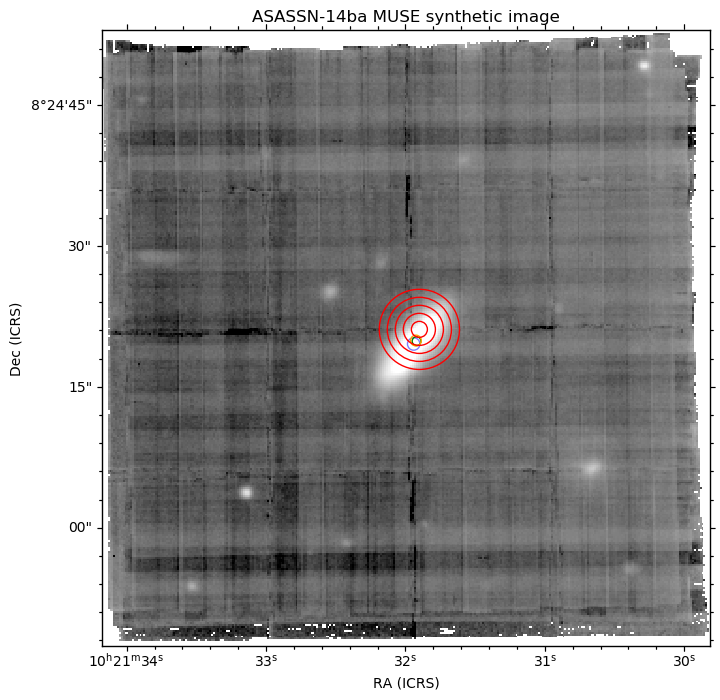 ASASSN-14ba MUSE synthetic image
8°24'45"
30"
15"
00"
Dec (ICRS)
10ʰ21ᵐ34ˢ 33ˢ 32ˢ 31ˢ 30ˢ
RA (ICRS)